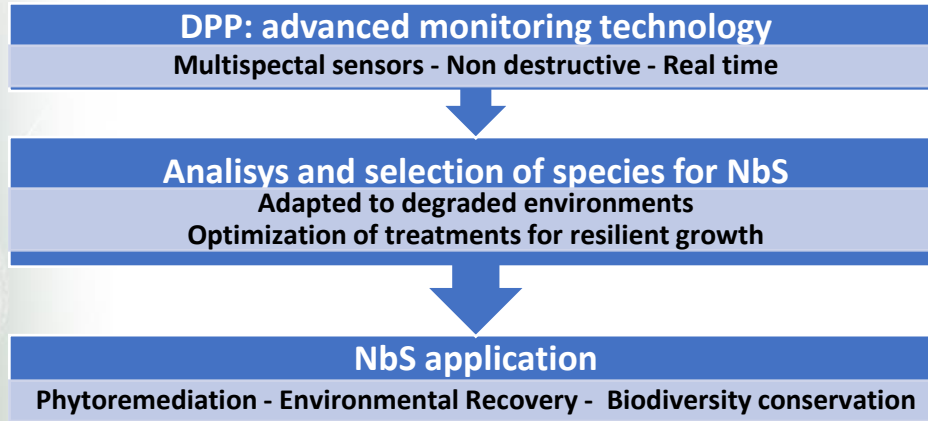 DPP: advanced monitoring technology
Multispectal sensors - Non destructive - Real time
Analisys and selection of species for NbS
Adapted to degraded environments
Optimization of treatments for resilient growth
NbS application
Phytoremediation - Environmental Recovery - Biodiversity conservation